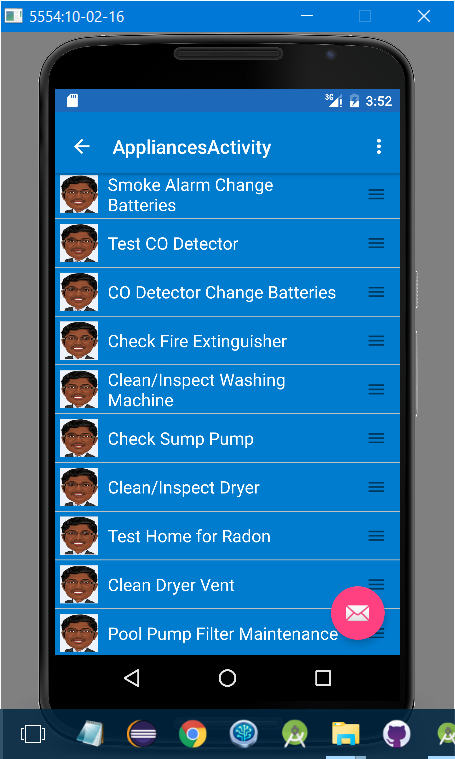 5554:10-02-16
3G 3:52
AppliancesActivity
Smoke Alarm Change
Batteries
Test CO Detector
CO Detector Change Batteries
Check Fire Extinguisher
Clean/Inspect Washing
Machine
Check Sump Pump
Clean/Inspect Dryer
Test Home for Radon
Clean Dryer Vent
Pool Pump Filter Maintenance